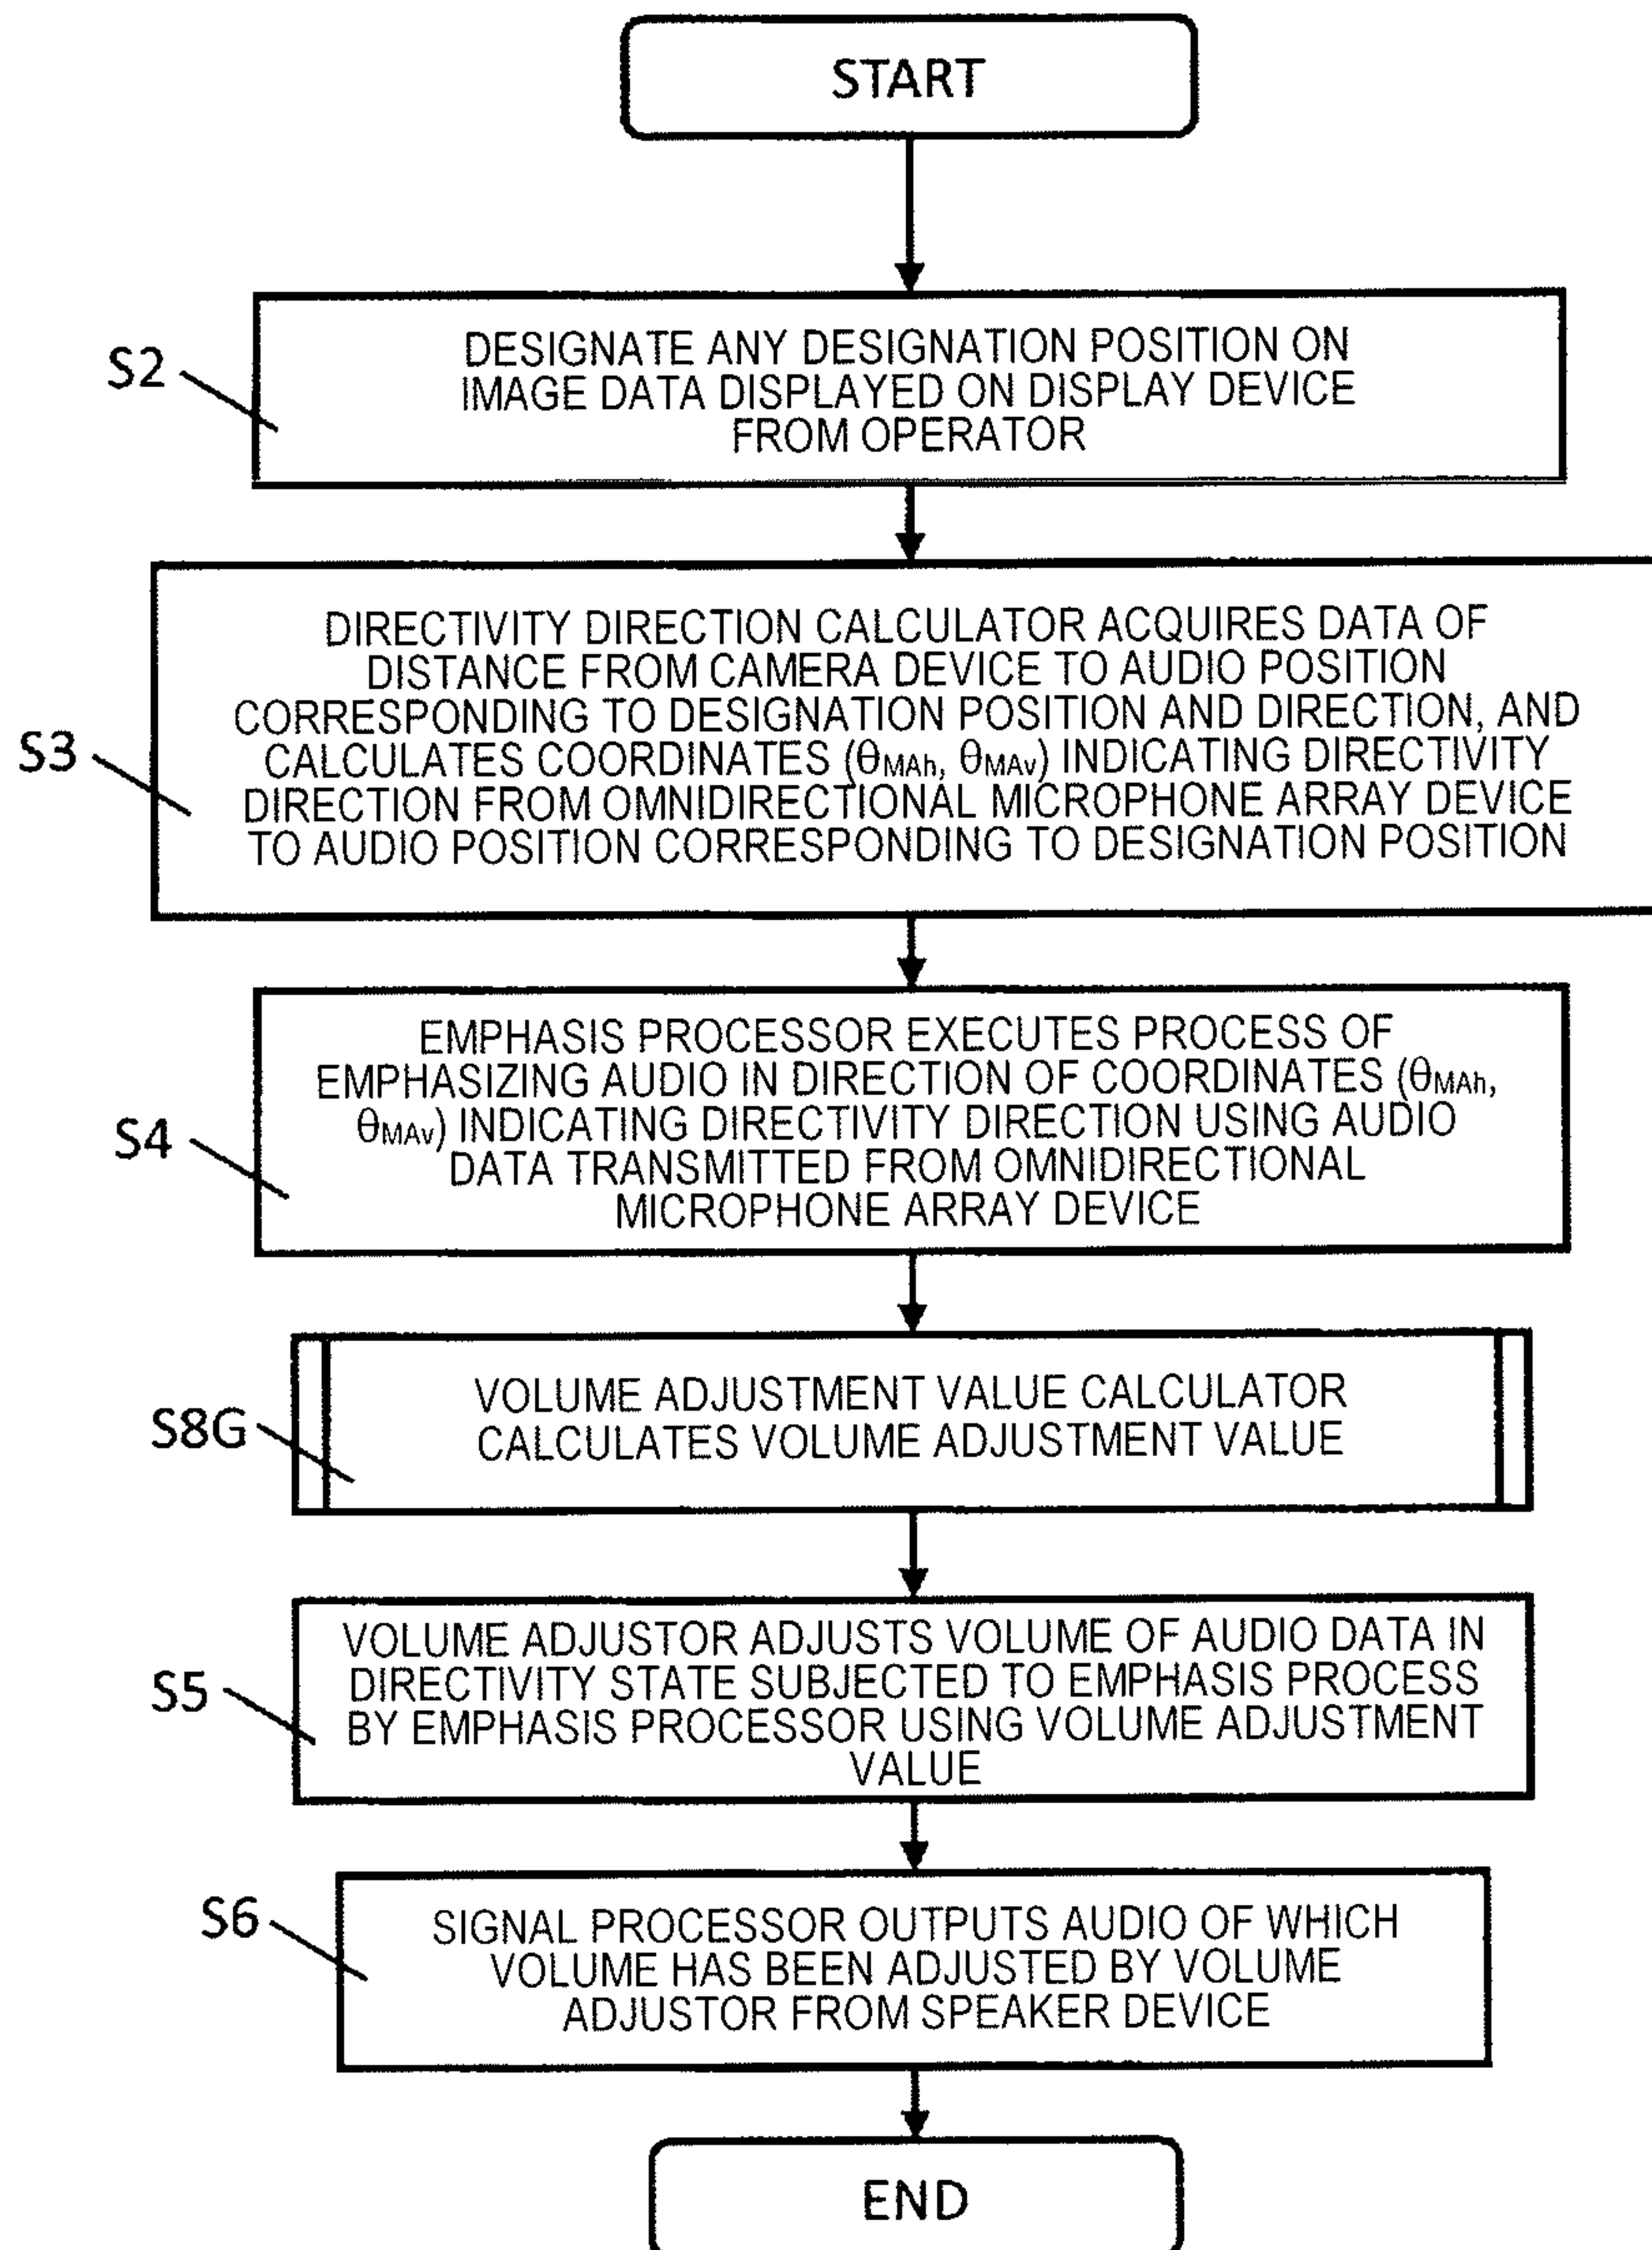 START
S2
DESIGNATE ANY DESIGNATION POSITION ON
IMAGE DATA DISPLAYED ON DISPLAY DEVICE
FROM OPERATOR
S3
DIRECTIVITY DIRECTION CALCULATOR ACQUIRES DATA OF
DISTANCE FROM CAMERA DEVICE TO AUDIO POSITION
CORRESPONDING TO DESIGNATION POSITION AND DIRECTION, AND
CALCULATES COORDINATES (θMAh, θMAv) INDICATING DIRECTIVITY
DIRECTION FROM OMNIDIRECTIONAL MICROPHONE ARRAY DEVICE
TO AUDIO POSITION CORRESPONDING TO DESIGNATION POSITION
S4
EMPHASIS PROCESSOR EXECUTES PROCESS OF
EMPHASIZING AUDIO IN DIRECTION OF COORDINATES (θMAh,
θMAv) INDICATING DIRECTIVITY DIRECTION USING AUDIO
DATA TRANSMITTED FROM OMNIDIRECTIONAL
MICROPHONE ARRAY DEVICE
S8G
VOLUME ADJUSTMENT VALUE CALCULATOR
CALCULATES VOLUME ADJUSTMENT VALUE
S5
VOLUME ADJUSTOR ADJUSTS VOLUME OF AUDIO DATA IN
DIRECTIVITY STATE SUBJECTED TO EMPHASIS PROCESS
BY EMPHASIS PROCESSOR USING VOLUME ADJUSTMENT
VALUE
S6
SIGNAL PROCESSOR OUTPUTS AUDIO OF WHICH
VOLUME HAS BEEN ADJUSTED BY VOLUME
ADJUSTOR FROM SPEAKER DEVICE
END